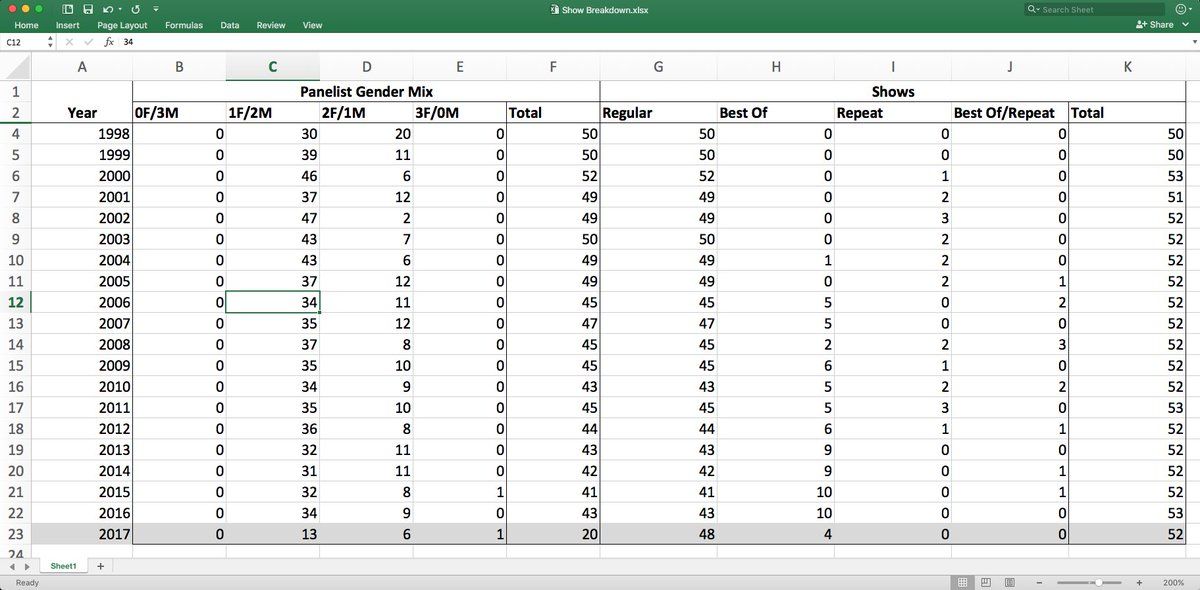 Show Breakdown.xlsx
Search Sheet
Home Insert Page Layout Formulas Data Review View
Share
C12 fx 34
A B C D E F G H I J K
1 Panelist Gender Mix Shows
2 Year 0F/3M 1F/2M 2F/1M 3F/0M Total Regular Best Of Repeat Best Of/Repeat Total
4 1998 0 30 20 0 50 50 0 0 0 50
5 1999 0 39 11 0 50 50 0 0 0 50
6 2000 0 46 6 0 52 52 0 1 0 53
7 2001 0 37 12 0 49 49 0 2 0 51
8 2002 0 47 2 0 49 49 0 3 0 52
9 2003 0 43 7 0 50 50 0 2 0 52
10 2004 0 43 6 0 49 49 1 2 0 52
11 2005 0 37 12 0 49 49 0 2 1 52
12 2006 0 34 11 0 45 45 5 0 2 52
13 2007 0 35 12 0 47 47 5 0 0 52
14 2008 0 37 8 0 45 45 2 2 3 52
15 2009 0 35 10 0 45 45 6 1 0 52
16 2010 0 34 9 0 43 43 5 2 2 52
17 2011 0 35 10 0 45 45 5 3 0 53
18 2012 0 36 8 0 44 44 6 1 1 52
19 2013 0 32 11 0 43 43 9 0 0 52
20 2014 0 31 11 0 42 42 9 0 1 52
21 2015 0 32 8 1 41 41 10 0 1 52
22 2016 0 34 9 0 43 43 10 0 0 53
23 2017 0 13 6 1 20 48 4 0 0 52
24
Sheet1 +
Ready 200%